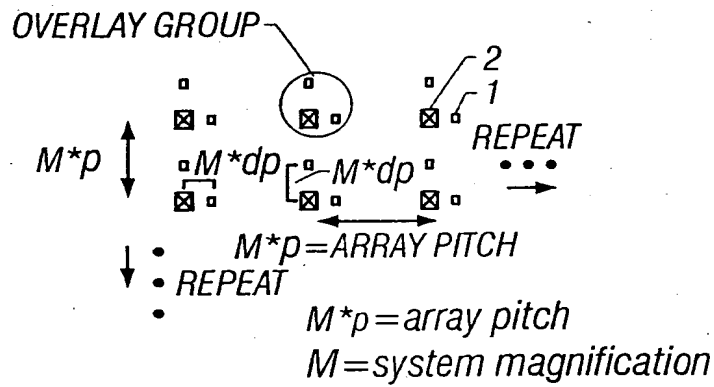 OVERLAY GROUP
2
1
REPEAT
M*p
M*dp
M*dp
M*p=ARRAY PITCH
REPEAT
M*p=array pitch
M=system magnification